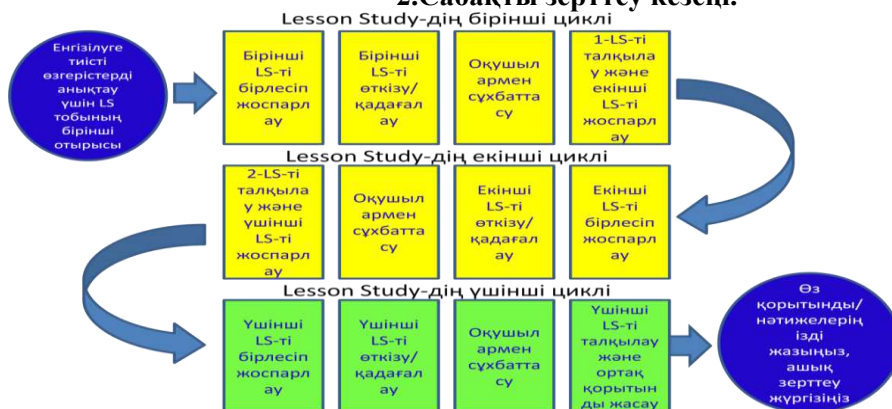 2.Сабақты зерттеу кезеңі.
Lesson Study-дің бірінші циклі
Енгізілуге
тиісті
өзгерістерді
анықтау
үшін LS
тобының
бірінші
отырысы
Бірінші
LS-ті
бірлесіп
жоспарл
ау
Бірінші
LS-ті
өткізу/
қадағал
ау
Оқушыл
армен
сұхбатта
су
1-LS-ті
талқыла
у және
екінші
LS-ті
жоспарл
ау
Lesson Study-дің екінші циклі
2-LS-ті
талқыла
у және
үшінші
LS-ті
жоспарл
ау
Оқушыл
армен
сұхбатта
су
Екінші
LS-ті
өткізу/
қадағал
ау
Екінші
LS-ті
бірлесіп
жоспарл
ау
Lesson Study-дің үшінші циклі
Үшінші
LS-ті
бірлесіп
жоспарл
ау
Үшінші
LS-ті
өткізу/
қадағал
ау
Оқушыл
армен
сұхбатта
су
Үшінші
LS-ті
талқылау
және
ортақ
қорытын
ды жасау
Өз
қорытынды/
нәтижелерің
ізді
жазыңыз,
ашық
зерттеу
жүргізіңіз